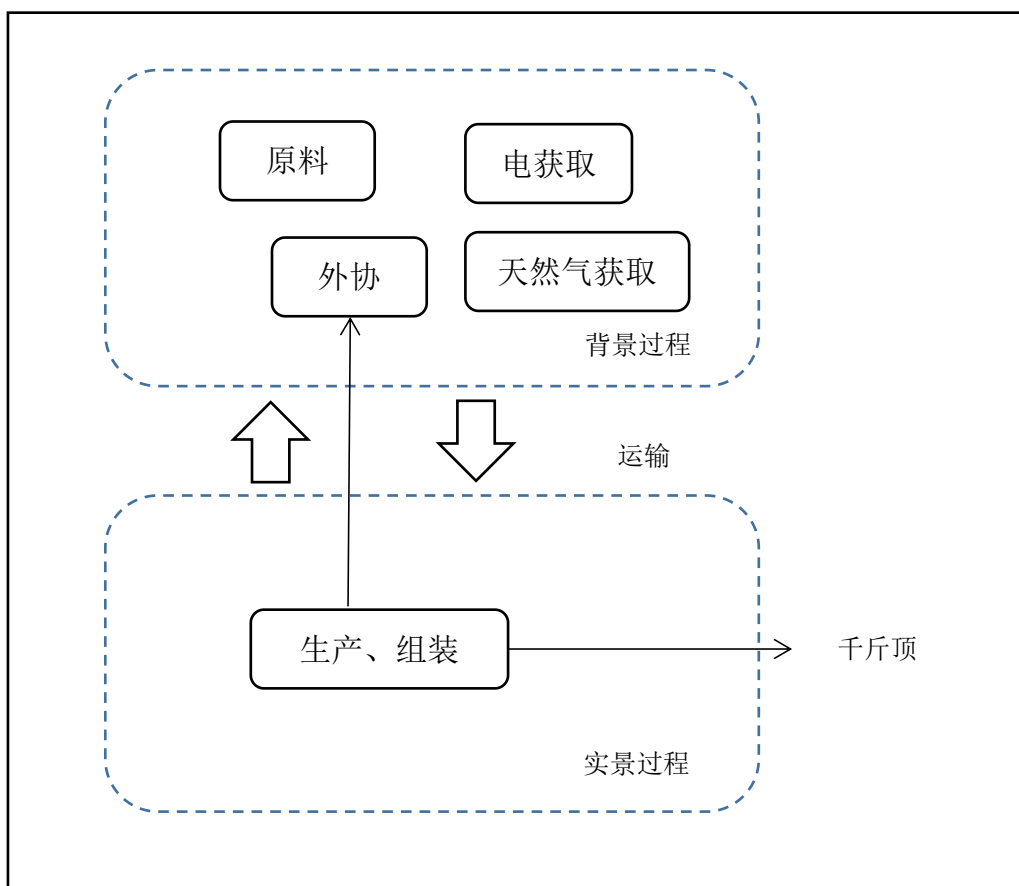 原料
电获取
外协
天然气获取
背景过程
运输
生产、组装
千斤顶
实景过程